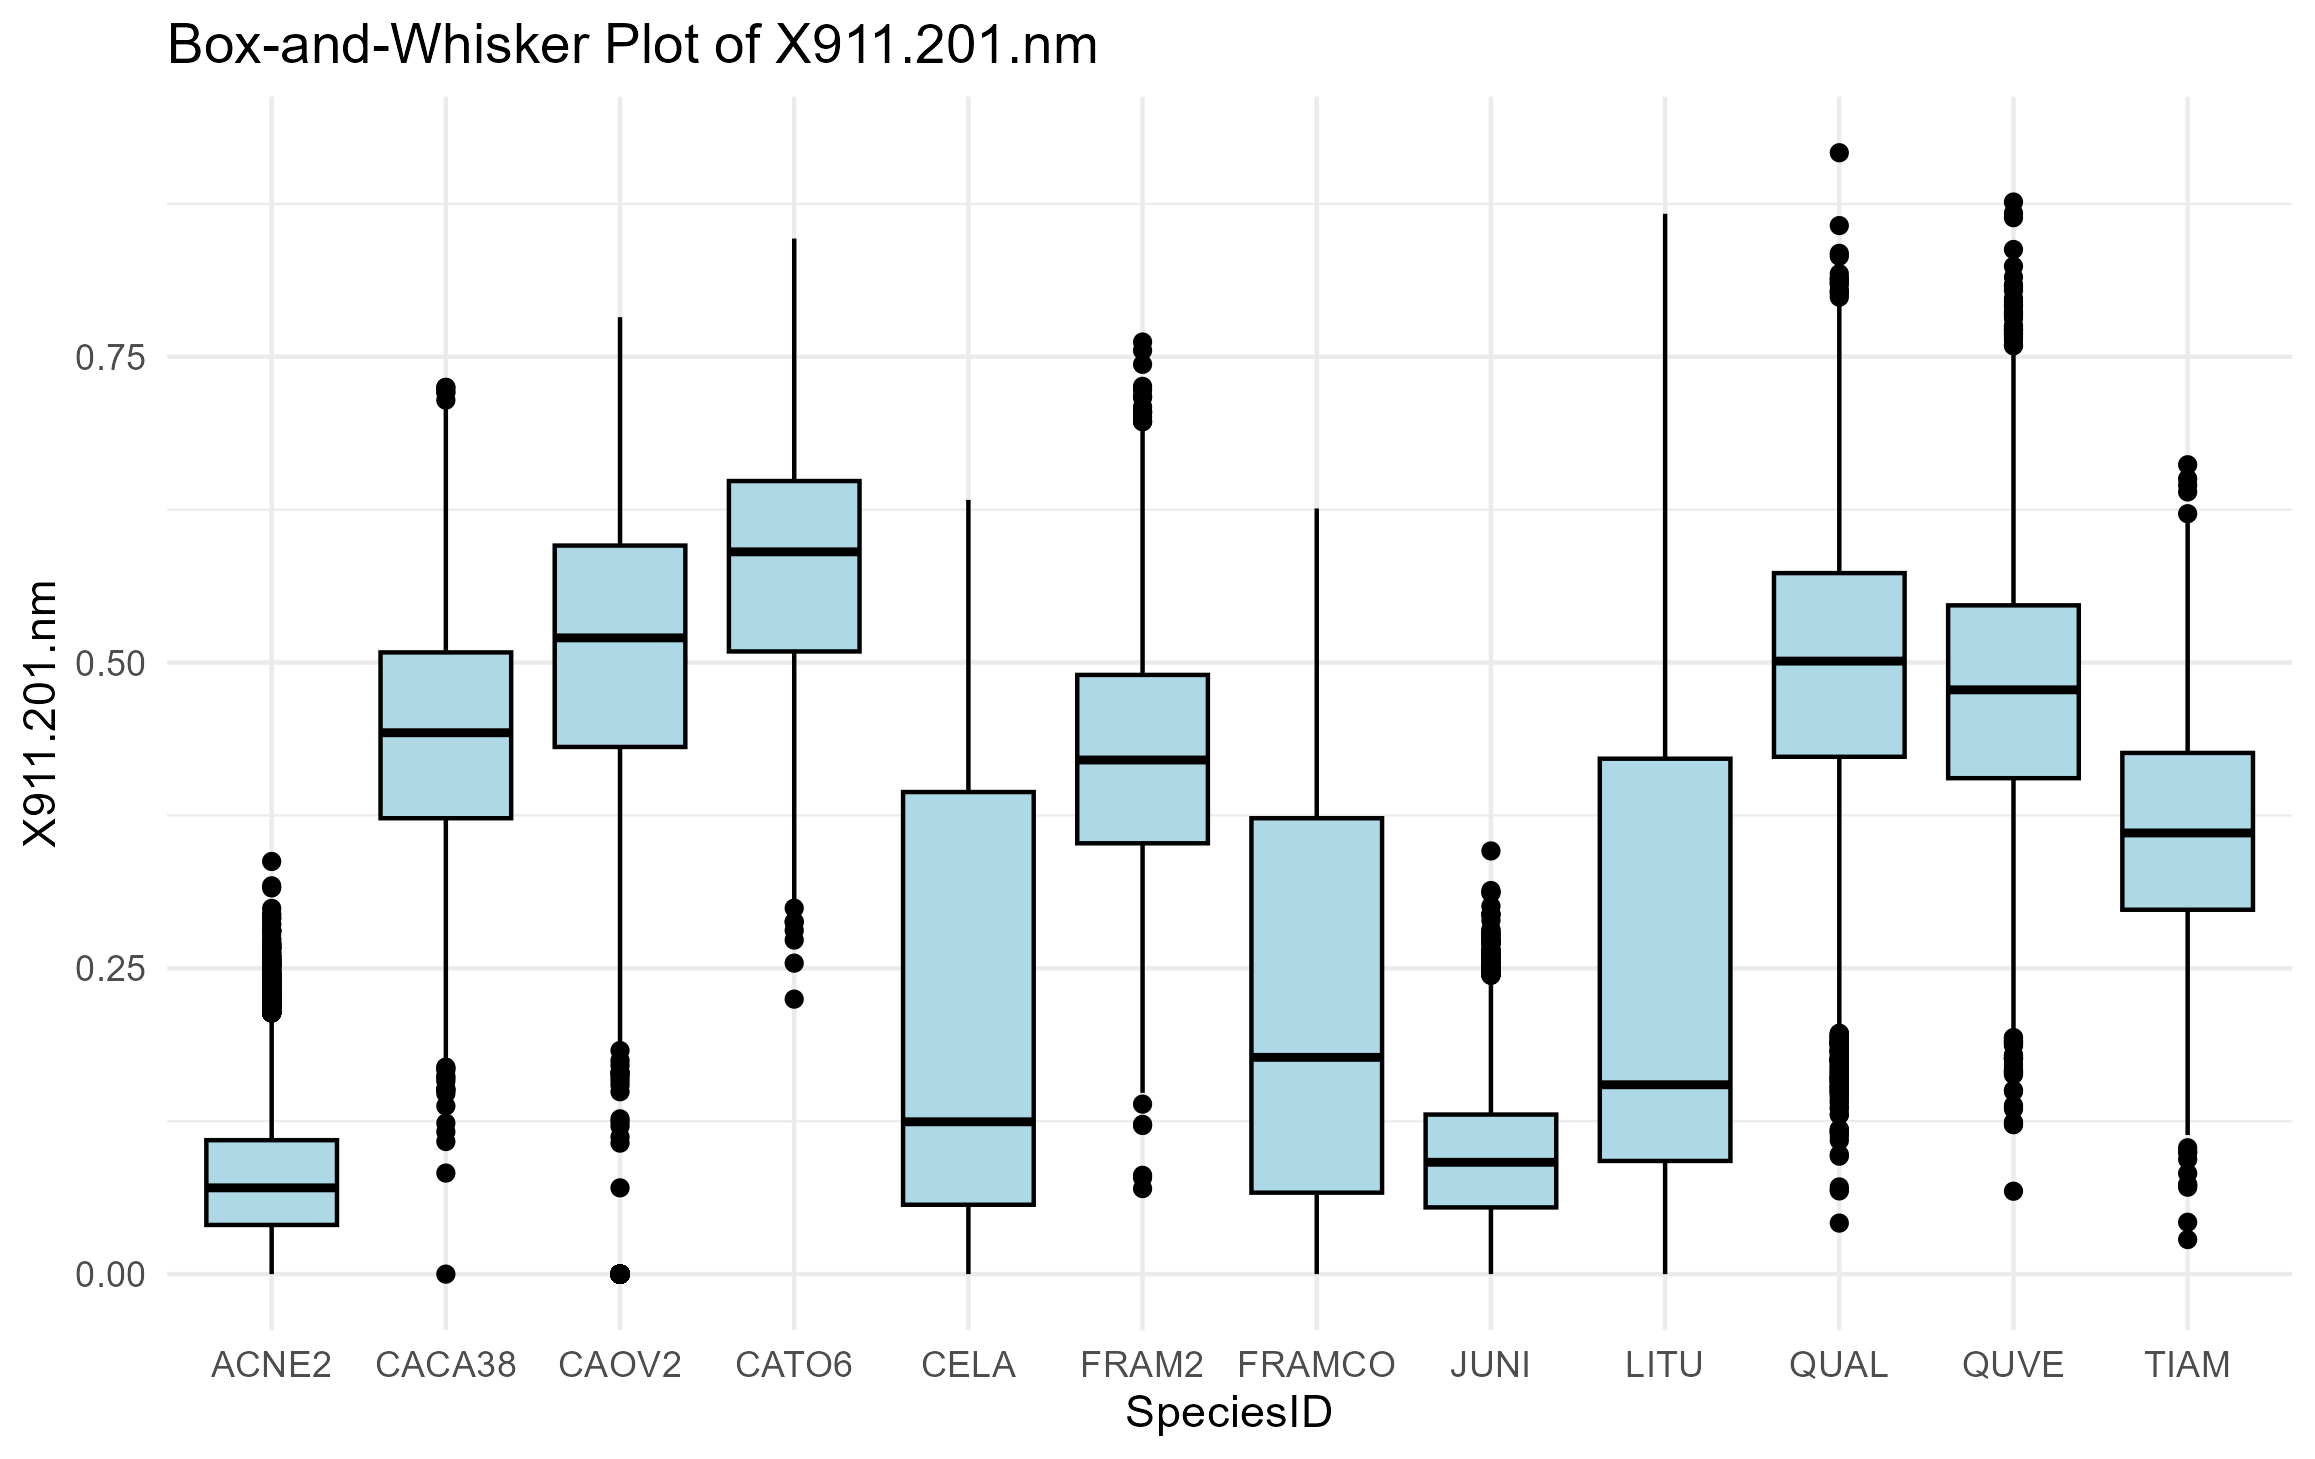 Box-and-Whisker Plot of X911.201.nm
X911.201.nm
0.75
0.50
0.25
0.00
ACNE2 CACA38 CAOV2 CATO6 CELA FRAM2 FRAMCO JUNI LITU QUAL QUVE TIAM
SpeciesID